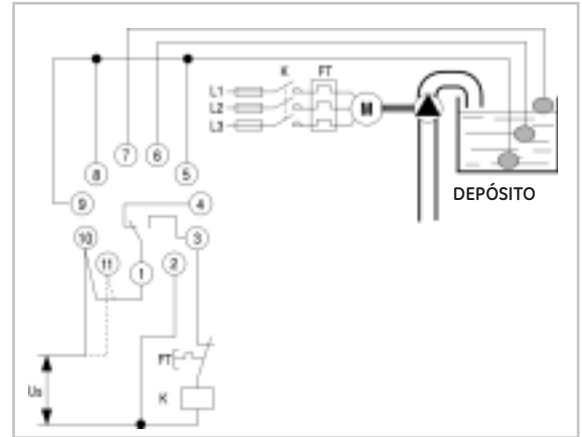 K FT
L1
L2
L3
M
7 6
8 5
9 4
10 3
11 1 2
DEPÓSITO
FT
Us
K